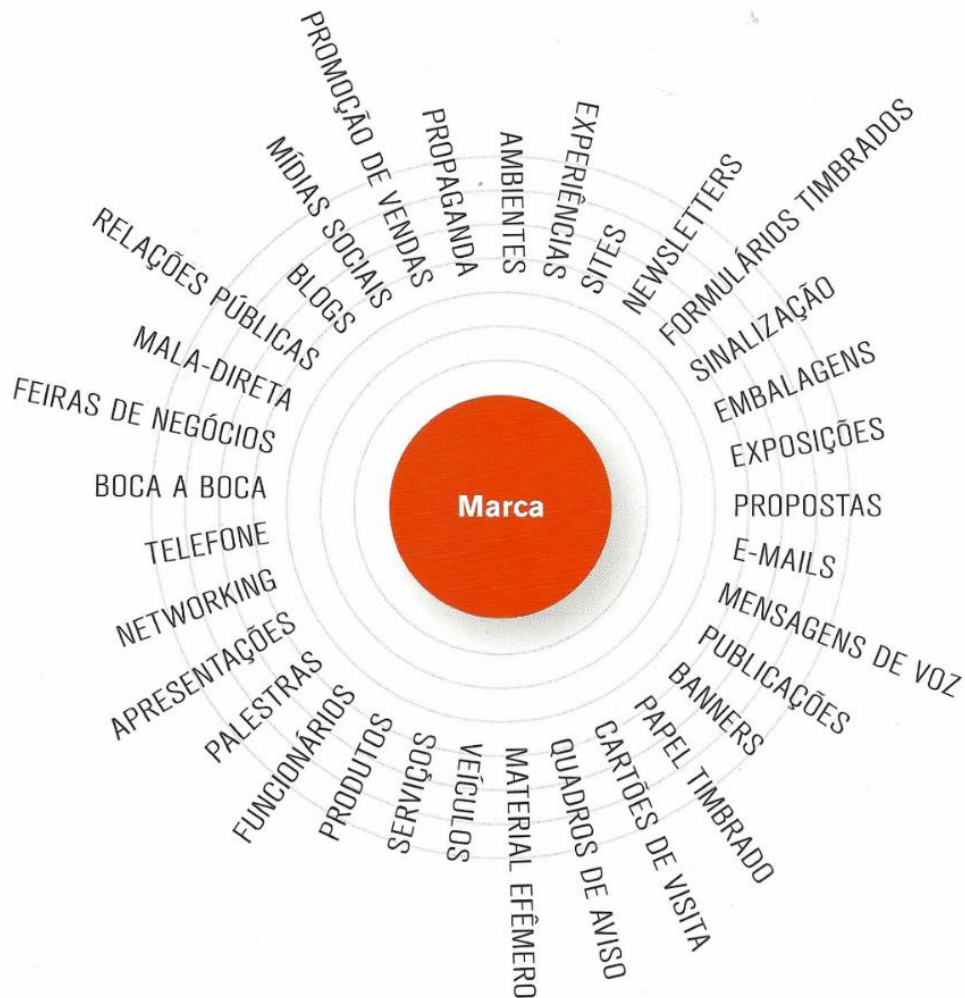 Marca
AMBIENTES
EXPERIÊNCIAS
SITES
NEWSLETTERS
FORMULÁRIOS TIMBRADOS
SINALIZAÇÃO
EMBALAGENS
EXPOSIÇÕES
PROPOSTAS
E-MAILS
MENSAGENS DE VOZ
PUBLICAÇÕES
BANNERS
PAPEL TIMBRADO
CARTÕES DE VISITA
QUADROS DE AVISO
MATERIAL EFÊMERO
VEÍCULOS
SERVIÇOS
PRODUTOS
FUNCIONÁRIOS
PALESTRAS
APRESENTAÇÕES
NETWORKING
TELEFONE
BOCA A BOCA
FEIRAS DE NEGÓCIOS
MALA-DIRETA
RELAÇÕES PÚBLICAS
BLOGS
MÍDIAS SOCIAIS
PROMOÇÃO DE VENDAS
PROPAGANDA